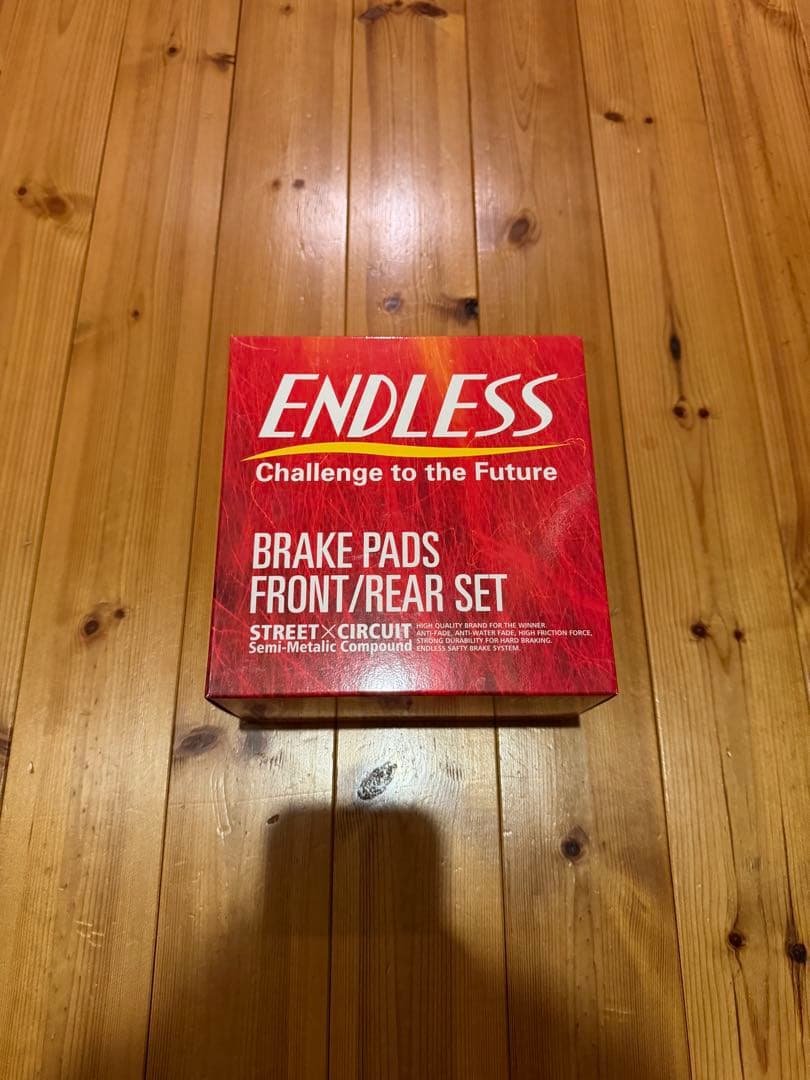 ENDLESS
Challenge to the Future
BRAKE PADS
FRONT/REAR SET
STREET×CIRCUIT
Semi-Metalic Compound
HIGH QUALITY BRAND FOR THE WINNER
ANTI-FADE, ANTI-WATER FADE, HIGH FRICTION FORCE,
STRONG DURABILITY FOR HARD BRAKING.
ENDLESS SAFTY BRAKE SYSTEM.